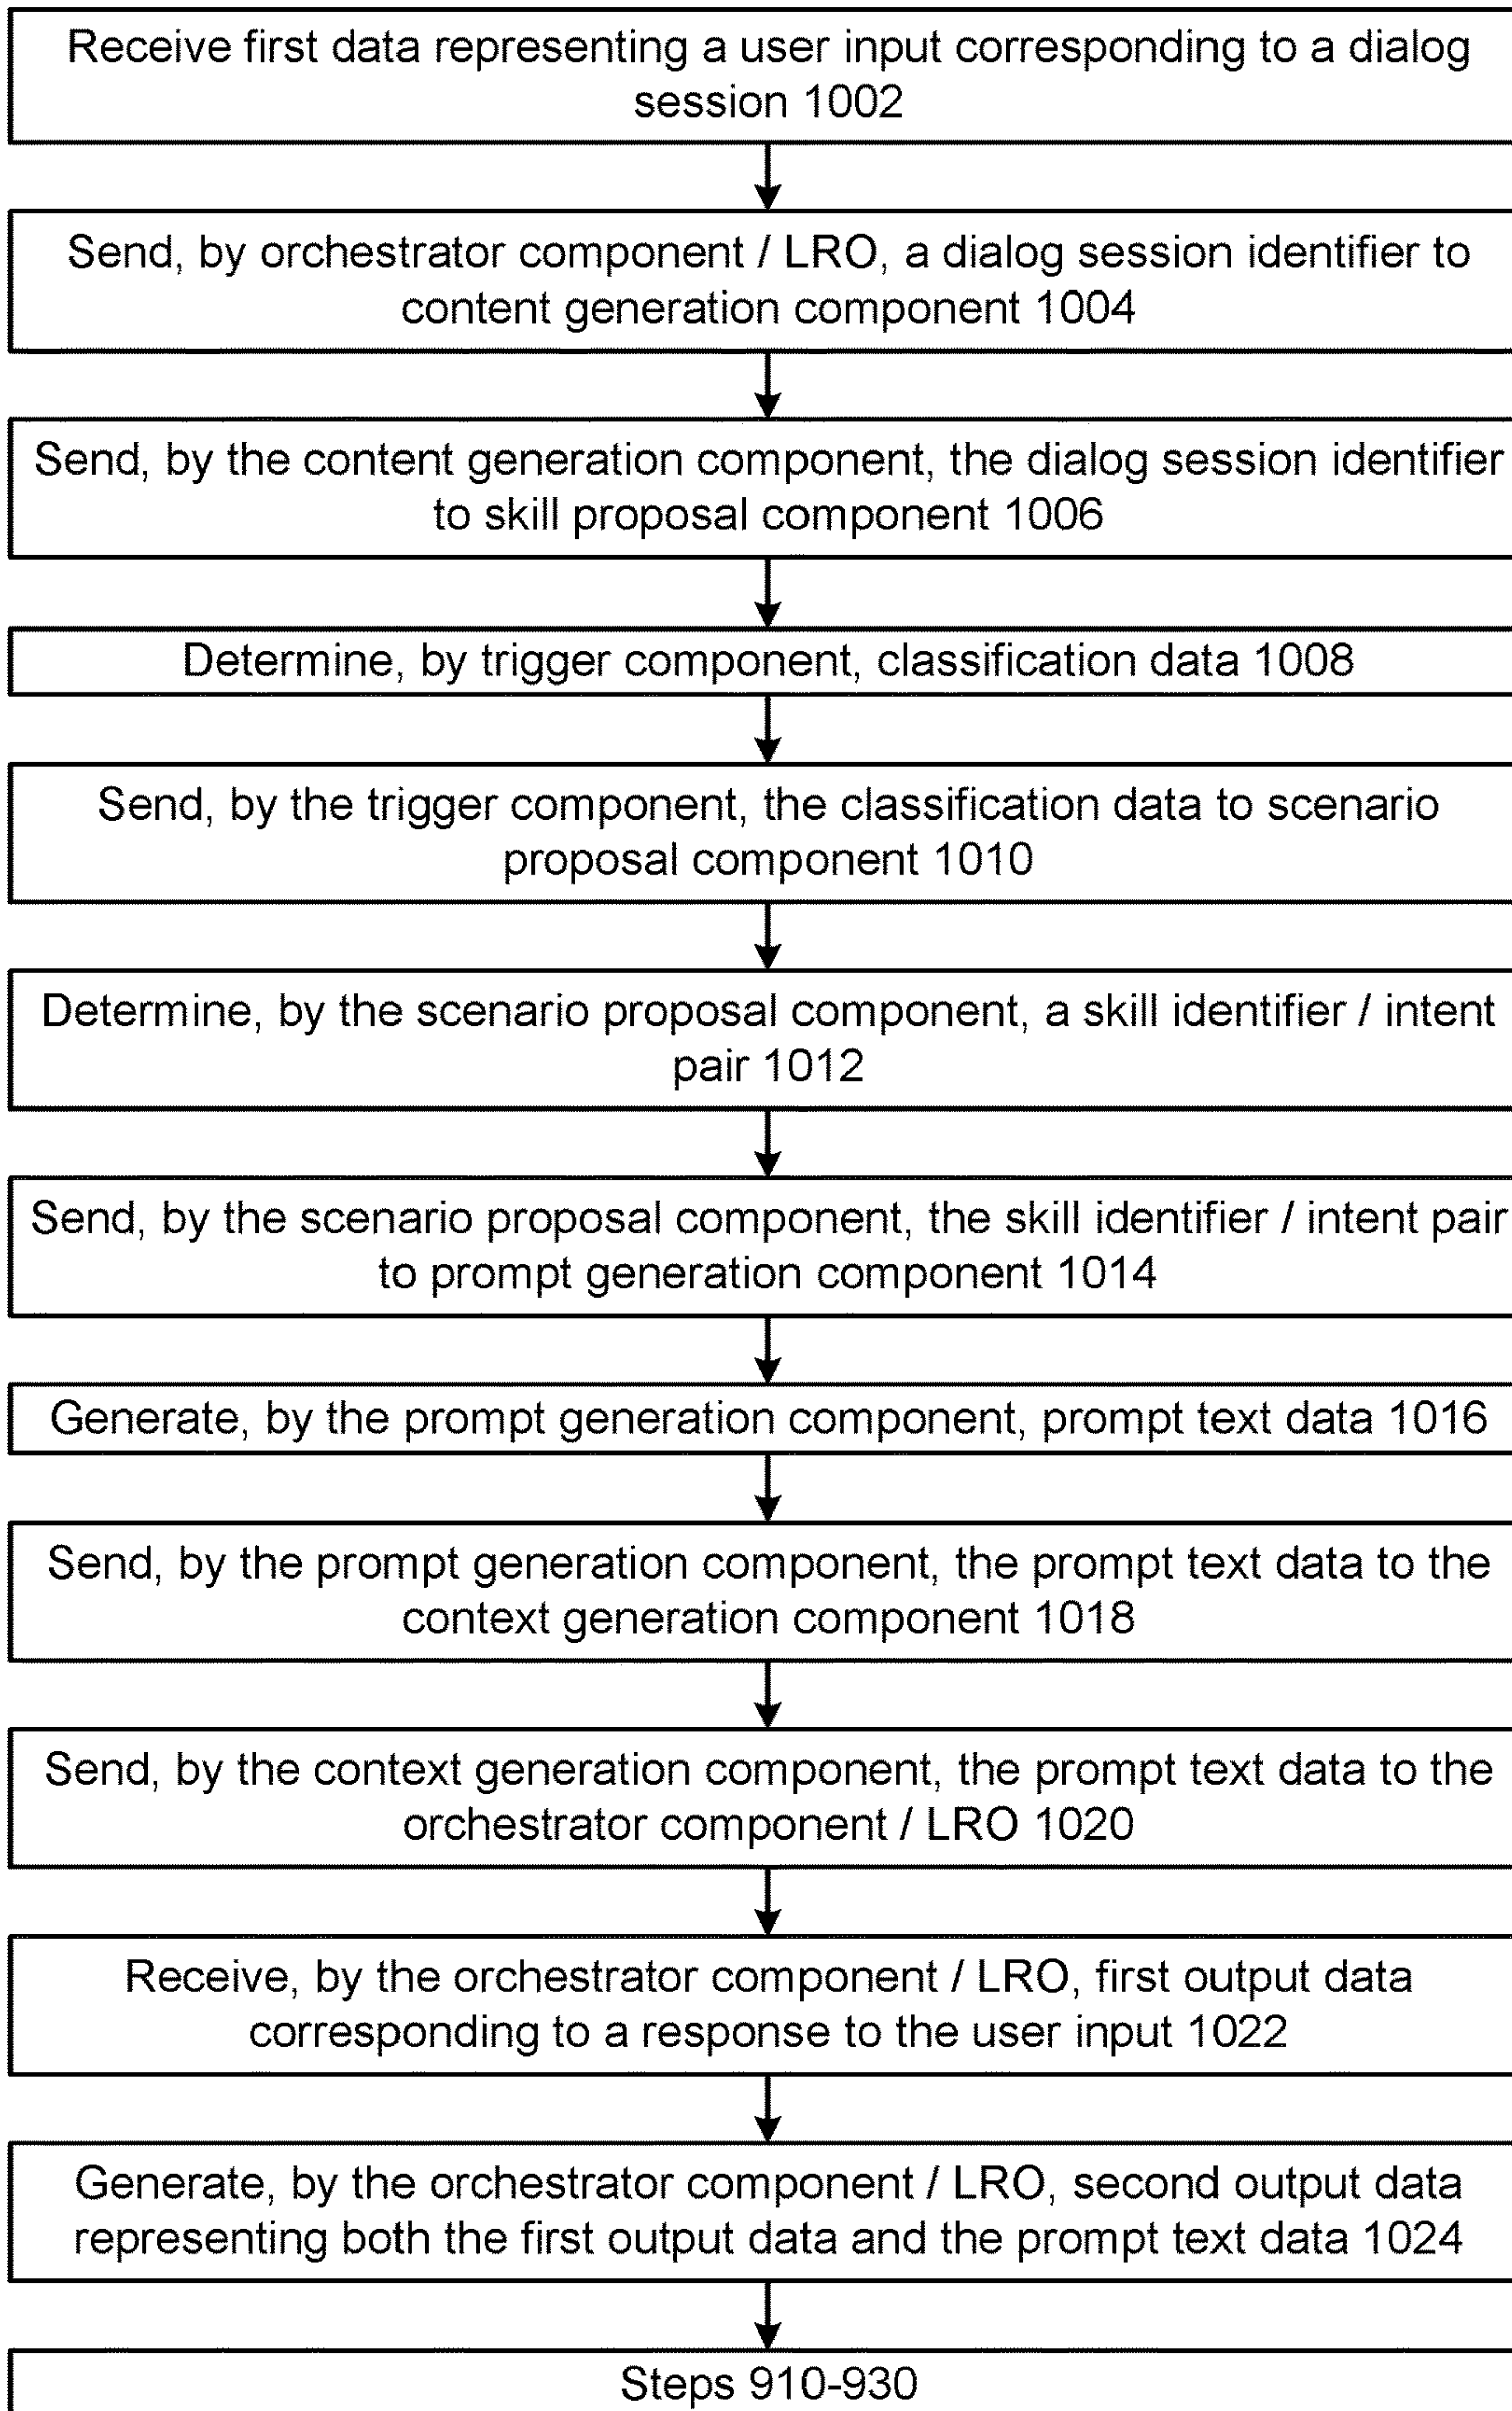 Receive first data representing a user input corresponding to a dialog
session 1002
Send, by orchestrator component / LRO, a dialog session identifier to
content generation component 1004
Send, by the content generation component, the dialog session identifier
to skill proposal component 1006
Determine, by trigger component, classification data 1008
Send, by the trigger component, the classification data to scenario
proposal component 1010
Determine, by the scenario proposal component, a skill identifier / intent
pair 1012
Send, by the scenario proposal component, the skill identifier / intent pair
to prompt generation component 1014
Generate, by the prompt generation component, prompt text data 1016
Send, by the prompt generation component, the prompt text data to the
context generation component 1018
Send, by the context generation component, the prompt text data to the
orchestrator component / LRO 1020
Receive, by the orchestrator component / LRO, first output data
corresponding to a response to the user input 1022
Generate, by the orchestrator component / LRO, second output data
representing both the first output data and the prompt text data 1024
Steps 910-930